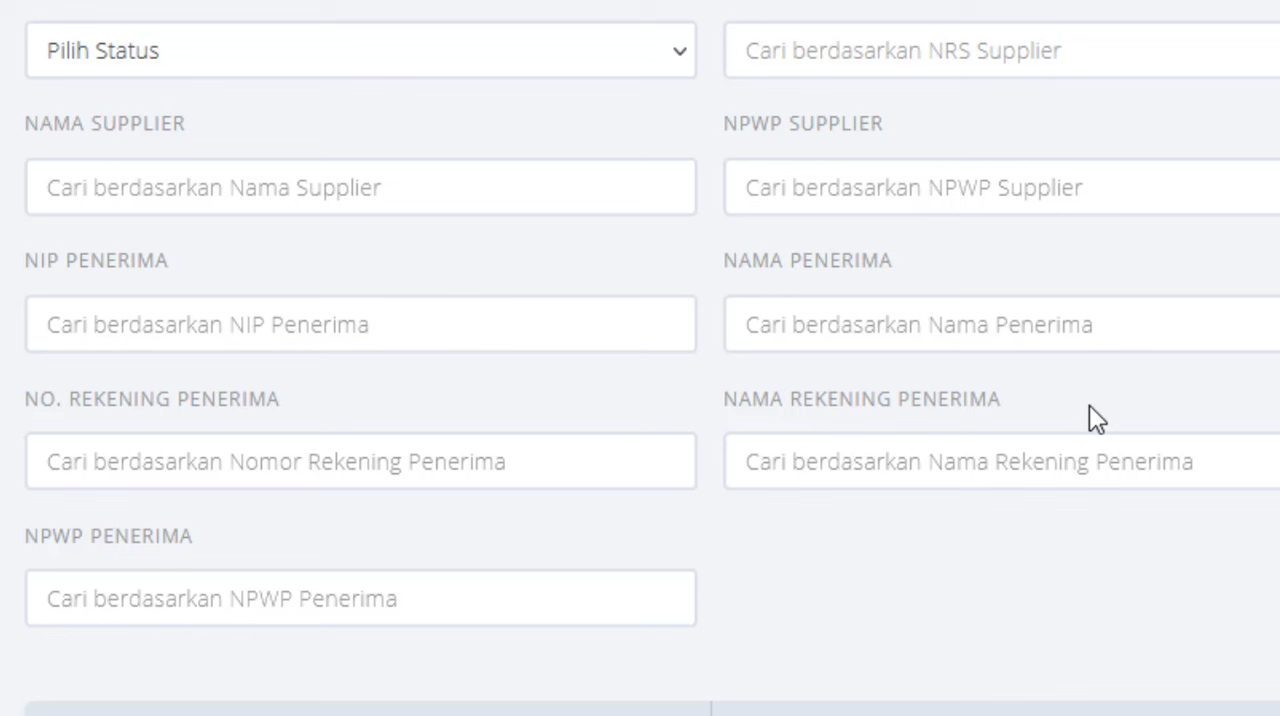 Pilih Status
Cari berdasarkan NRS Supplier
NAMA SUPPLIER
NPWP SUPPLIER
Cari berdasarkan Nama Supplier
Cari berdasarkan NPWP Supplier
NIP PENERIMA
NAMA PENERIMA
Cari berdasarkan NIP Penerima
Cari berdasarkan Nama Penerima
NO. REKENING PENERIMA
NAMA REKENING PENERIMA
Cari berdasarkan Nomor Rekening Penerima
Cari berdasarkan Nama Rekening Penerima
NPWP PENERIMA
Cari berdasarkan NPWP Penerima